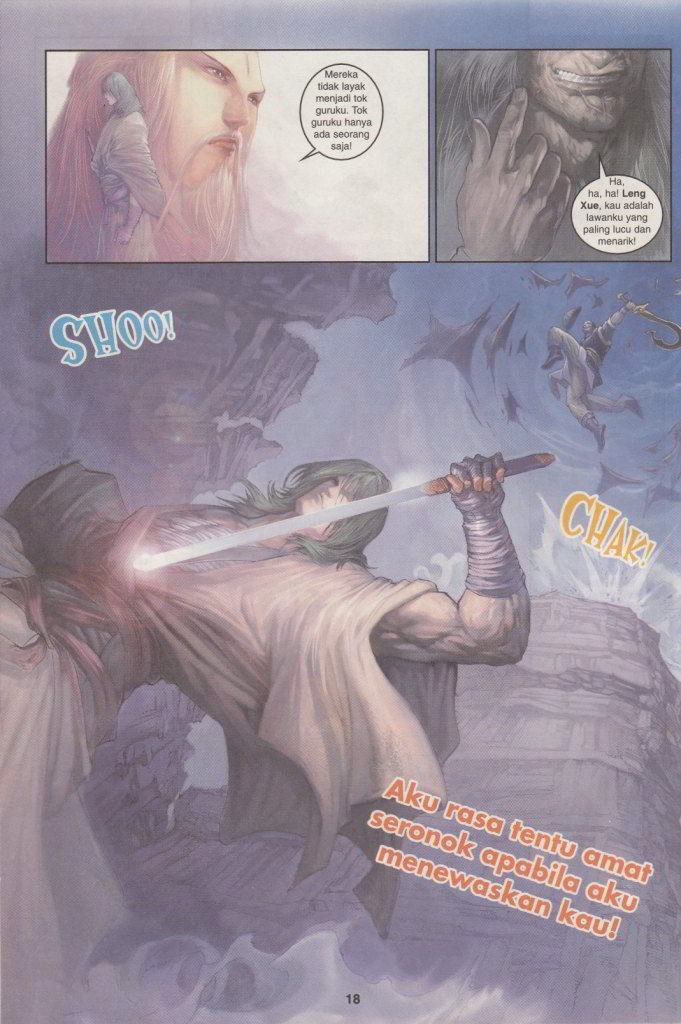 Mereka
tidak layak
menjadi tok
guruku. Tok
guruku hanya
ada seorang
saja!
Ha,
ha, ha! Leng
Xue, kau adalah
lawanku yang
paling lucu dan
menarik!
SHOO!
CHAK!
Aku rasa tentu amat
seronok apabila aku
menewaskan kau!
18